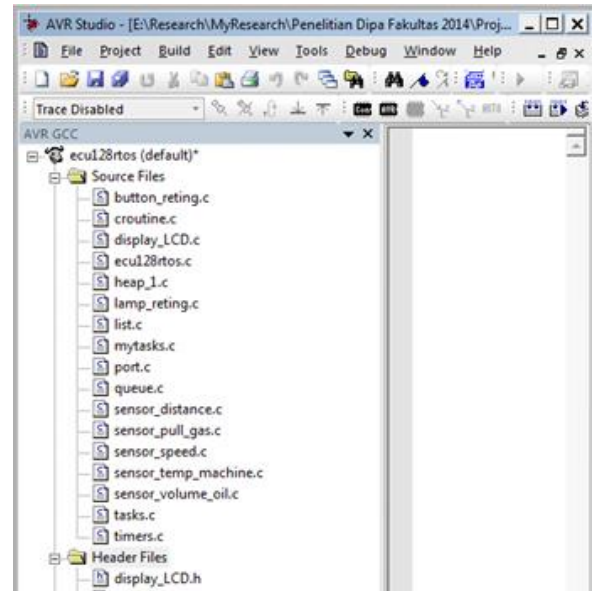 AVR Studio - [E:\Research\MyResearch\Penelitian Dipa Fakultas 2014\Proj...
File Project Build Edit View Tools Debug Window Help
Trace Disabled
AVR GCC
ecu128rtos (default)*
Source Files
button_reting.c
croutine.c
display_LCD.c
ecu128rtos.c
heap_1.c
lamp_reting.c
list.c
mytasks.c
port.c
queue.c
sensor_distance.c
sensor_pull_gas.c
sensor_speed.c
sensor_temp_machine.c
sensor_volume_oil.c
tasks.c
timers.c
Header Files
display_LCD.h